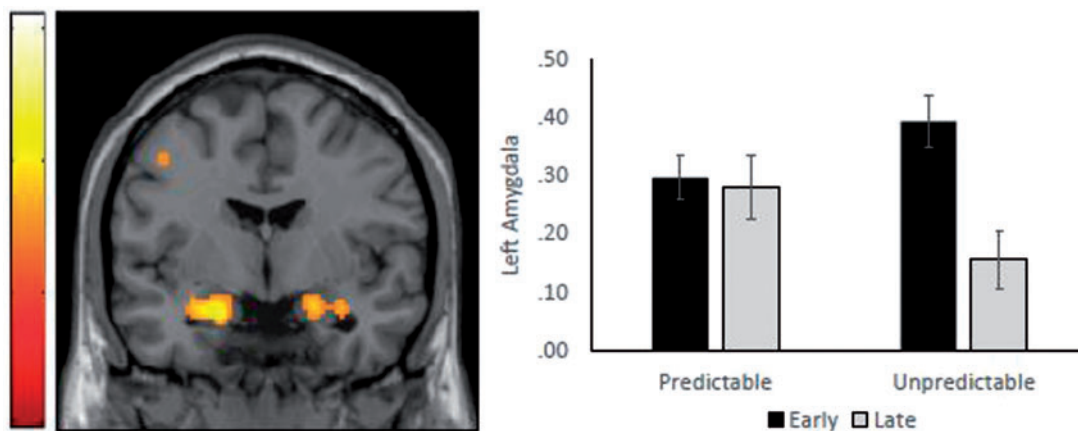 .50
.40
.30
.20
.10
.00
Left Amygdala
Predictable
Unpredictable
Early
Late